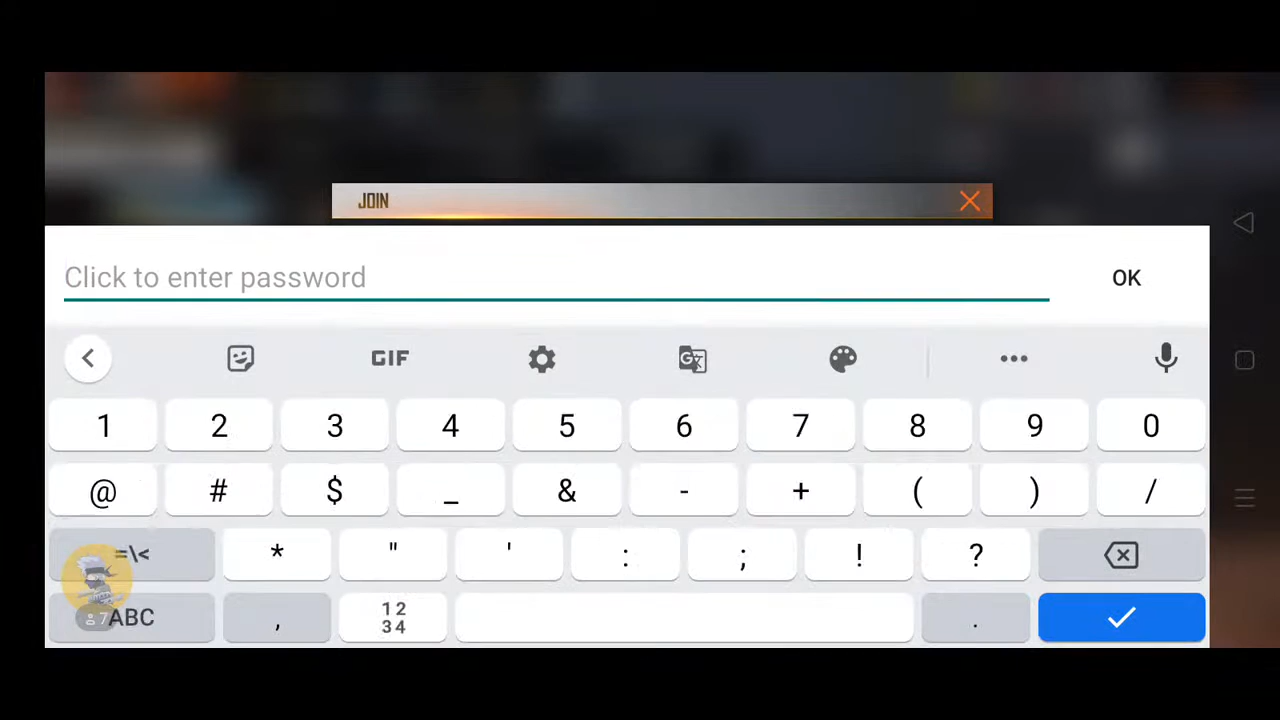 JOIN
Click to enter password
OK
GIF
1 2 3 4 5 6 7 8 9 0
@ # $ _ & - + ( ) /
=\< * " ' : ; ! ?
7 ABC , 12 34 .